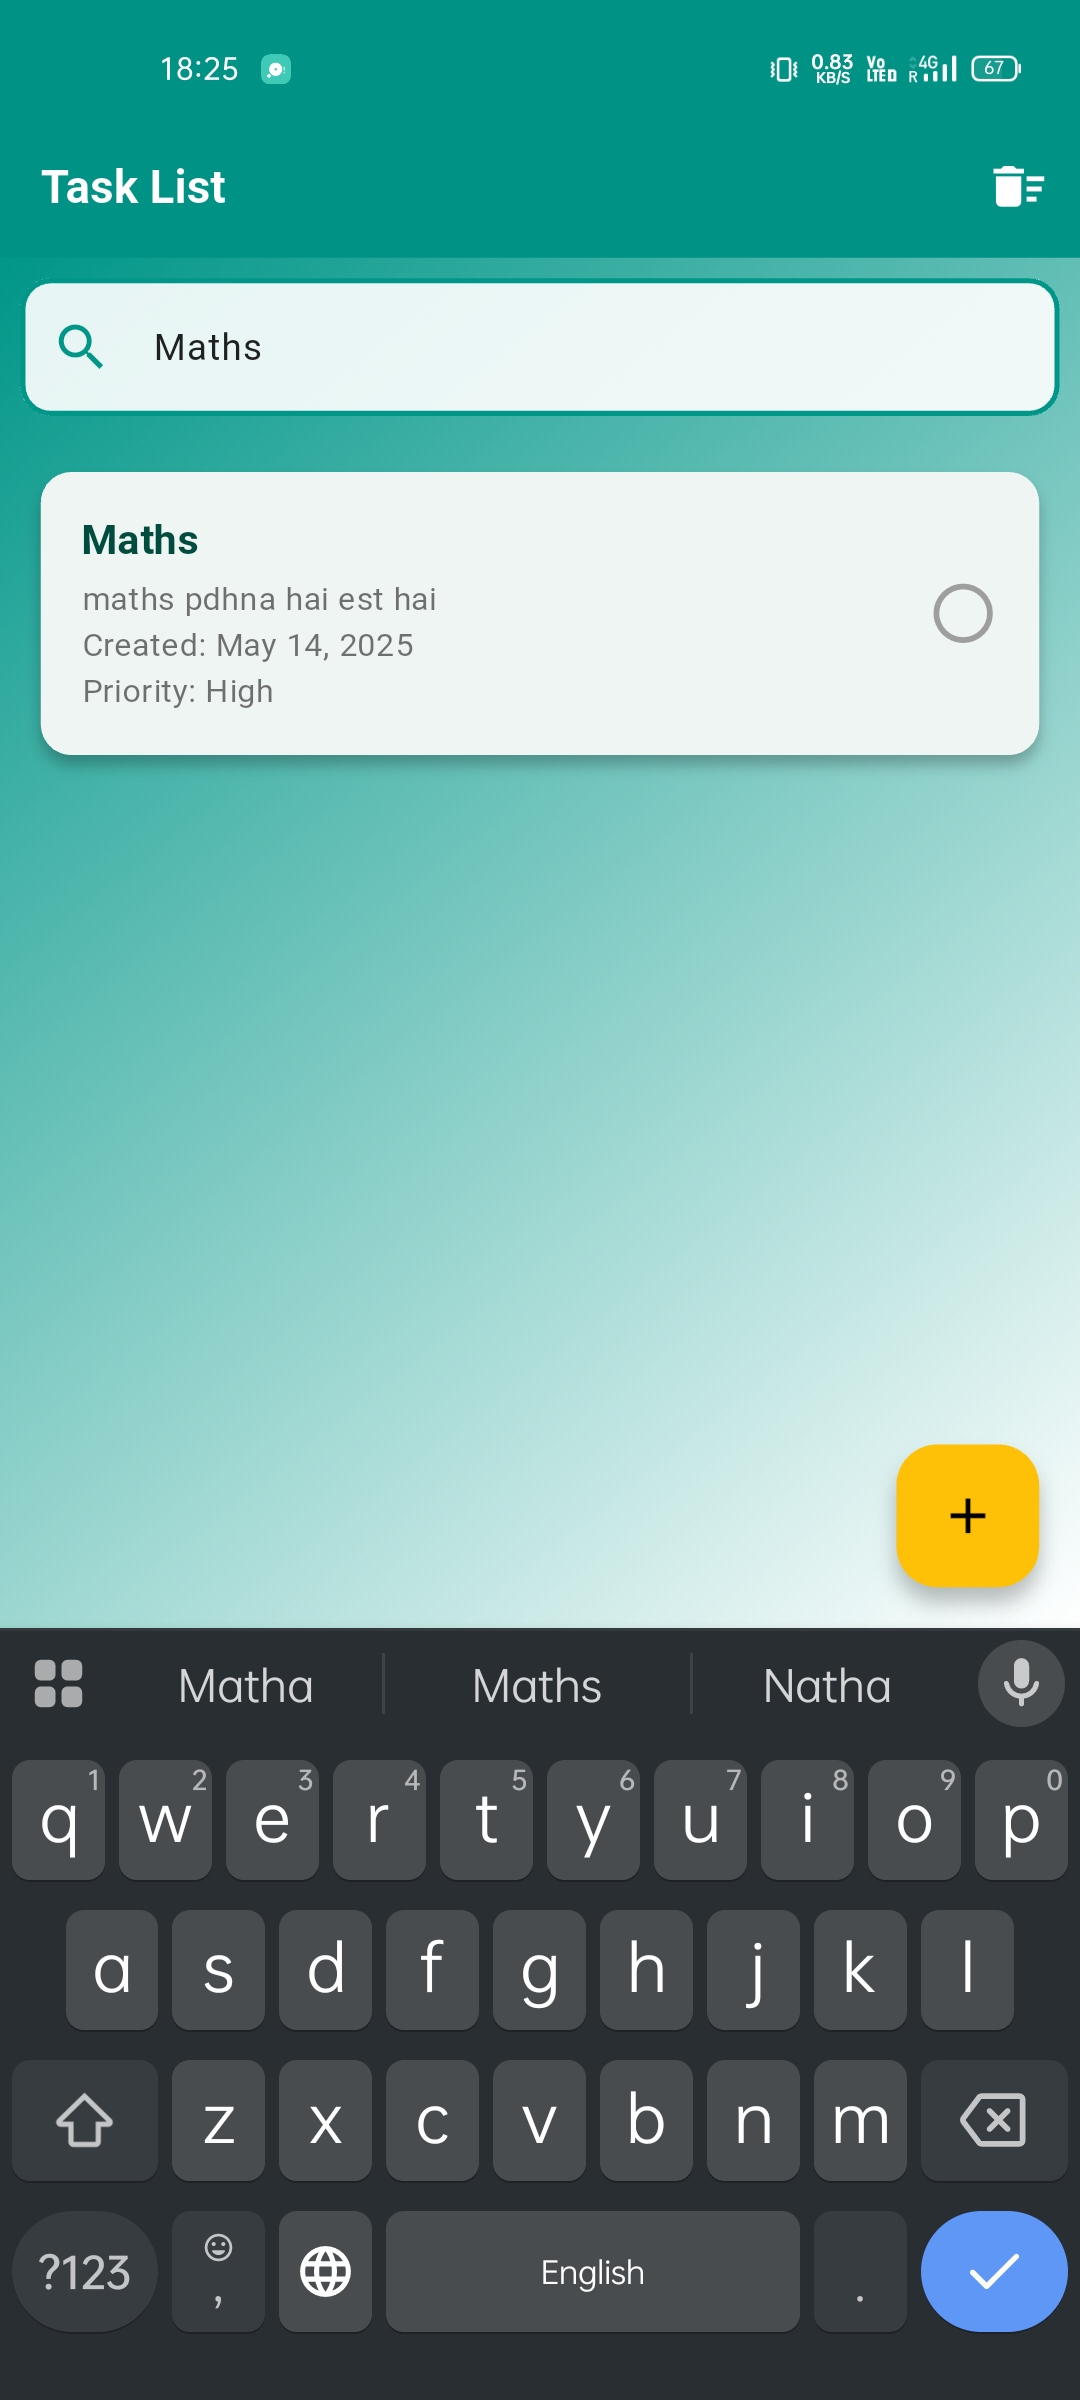 18:25
0.83 KB/S Vo LTE D 4G R 67
Task List
Maths
Maths
maths pdhna hai est hai
Created: May 14, 2025
Priority: High
+
Matha Maths Natha
1 2 3 4 5 6 7 8 9 0
q w e r t y u i o p
a s d f g h j k l
z x c v b n m
?123 , English .